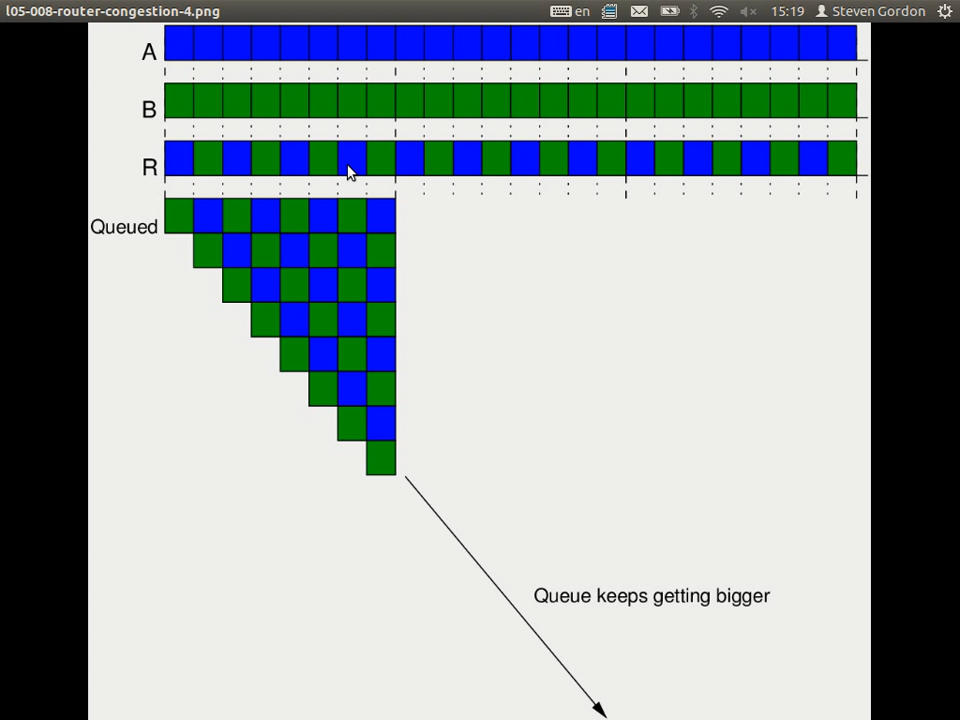 l05-008-router-congestion-4.png en 15:19 Steven Gordon
A
B
R
Queued
Queue keeps getting bigger